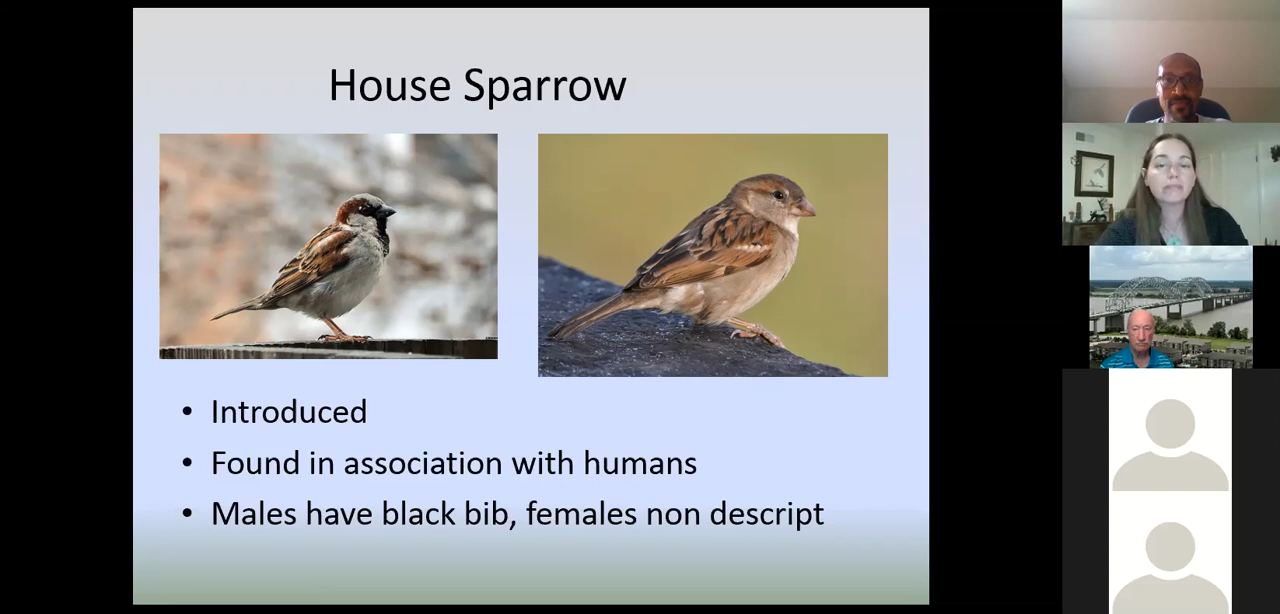 House Sparrow
• Introduced
• Found in association with humans
• Males have black bib, females non descript